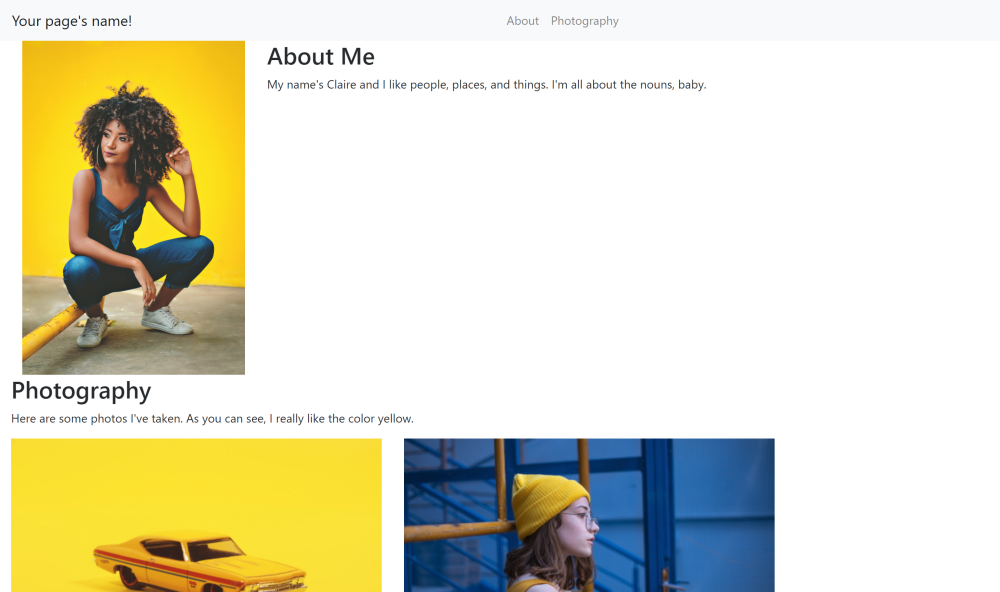 Your page's name!
About Photography
About Me
My name's Claire and I like people, places, and things. I'm all about the nouns, baby.
Photography
Here are some photos I've taken. As you can see, I really like the color yellow.